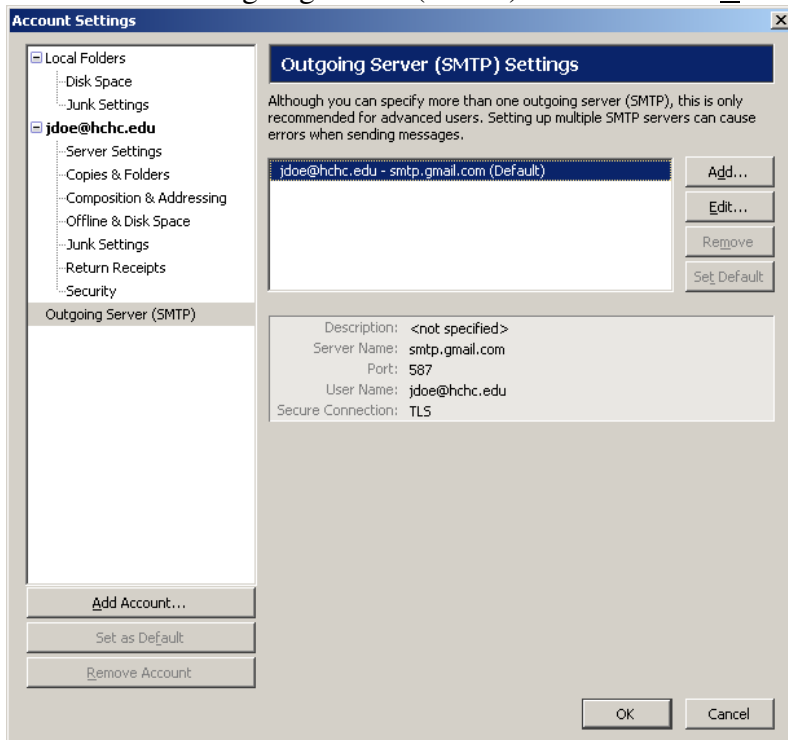 Account Settings
Local Folders
Disk Space
Junk Settings
jdoe@hchc.edu
Server Settings
Copies & Folders
Composition & Addressing
Offline & Disk Space
Junk Settings
Return Receipts
Security
Outgoing Server (SMTP)
Add Account...
Set as Default
Remove Account
Outgoing Server (SMTP) Settings
Although you can specify more than one outgoing server (SMTP), this is only
recommended for advanced users. Setting up multiple SMTP servers can cause
errors when sending messages.
jdoe@hchc.edu - smtp.gmail.com (Default)
Add...
Edit...
Remove
Set Default
Description: <not specified>
Server Name: smtp.gmail.com
Port: 587
User Name: jdoe@hchc.edu
Secure Connection: TLS
OK
Cancel